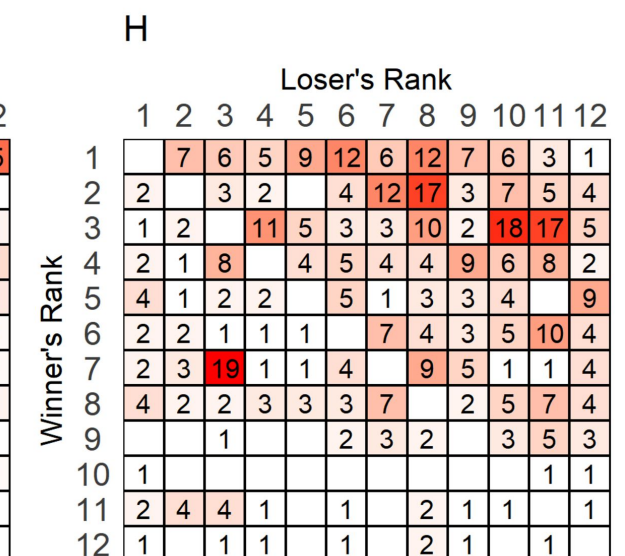 H
Loser's Rank
2 1 2 3 4 5 6 7 8 9 10 11 12
5 1 7 6 5 9 12 6 12 7 6 3 1
2 2 3 2 4 12 17 3 7 5 4
3 1 2 11 5 3 3 10 2 18 17 5
4 2 1 8 4 5 4 4 9 6 8 2
5 4 1 2 2 5 1 3 3 4 9
6 2 2 1 1 1 7 4 3 5 10 4
7 2 3 19 1 1 4 9 5 1 1 4
8 4 2 2 3 3 3 7 2 5 7 4
9 1 2 3 2 3 5 3
10 1 1 1
11 2 4 4 1 1 2 1 1 1
12 1 1 1 1 2 1 1
Winner's Rank